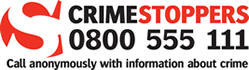 CRIMESTOPPERS
0800 555 111
Call anonymously with information about crime